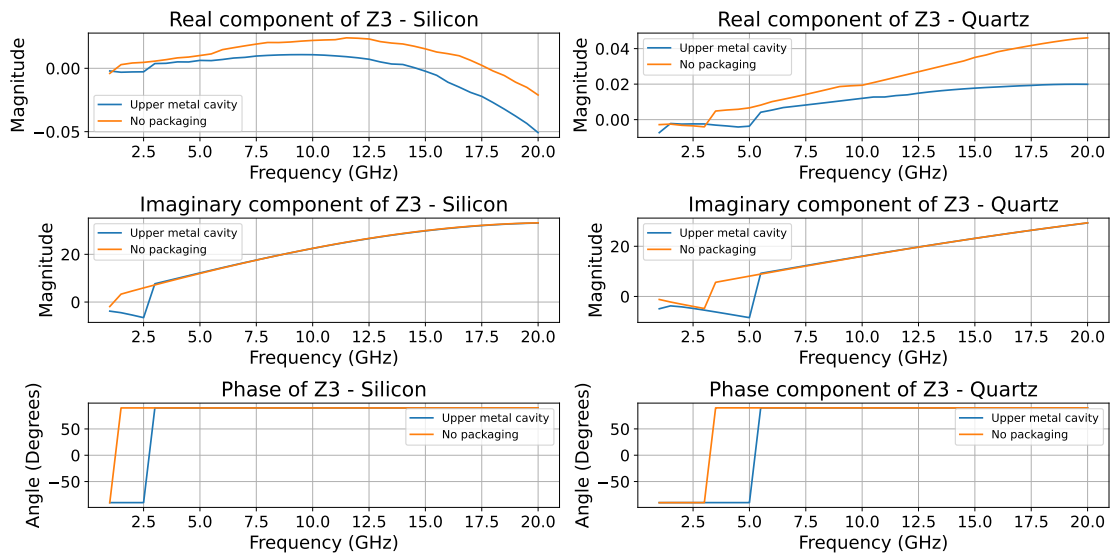 Real component of Z3 - Silicon
Magnitude
0.00
−0.05
Upper metal cavity
No packaging
2.5 5.0 7.5 10.0 12.5 15.0 17.5 20.0
Frequency (GHz)
Real component of Z3 - Quartz
Magnitude
0.04
0.02
0.00
Upper metal cavity
No packaging
2.5 5.0 7.5 10.0 12.5 15.0 17.5 20.0
Frequency (GHz)
Imaginary component of Z3 - Silicon
Magnitude
20
0
Upper metal cavity
No packaging
2.5 5.0 7.5 10.0 12.5 15.0 17.5 20.0
Frequency (GHz)
Imaginary component of Z3 - Quartz
Magnitude
20
0
Upper metal cavity
No packaging
2.5 5.0 7.5 10.0 12.5 15.0 17.5 20.0
Frequency (GHz)
Phase of Z3 - Silicon
Angle (Degrees)
50
0
−50
Upper metal cavity
No packaging
2.5 5.0 7.5 10.0 12.5 15.0 17.5 20.0
Frequency (GHz)
Phase component of Z3 - Quartz
Angle (Degrees)
50
0
−50
Upper metal cavity
No packaging
2.5 5.0 7.5 10.0 12.5 15.0 17.5 20.0
Frequency (GHz)